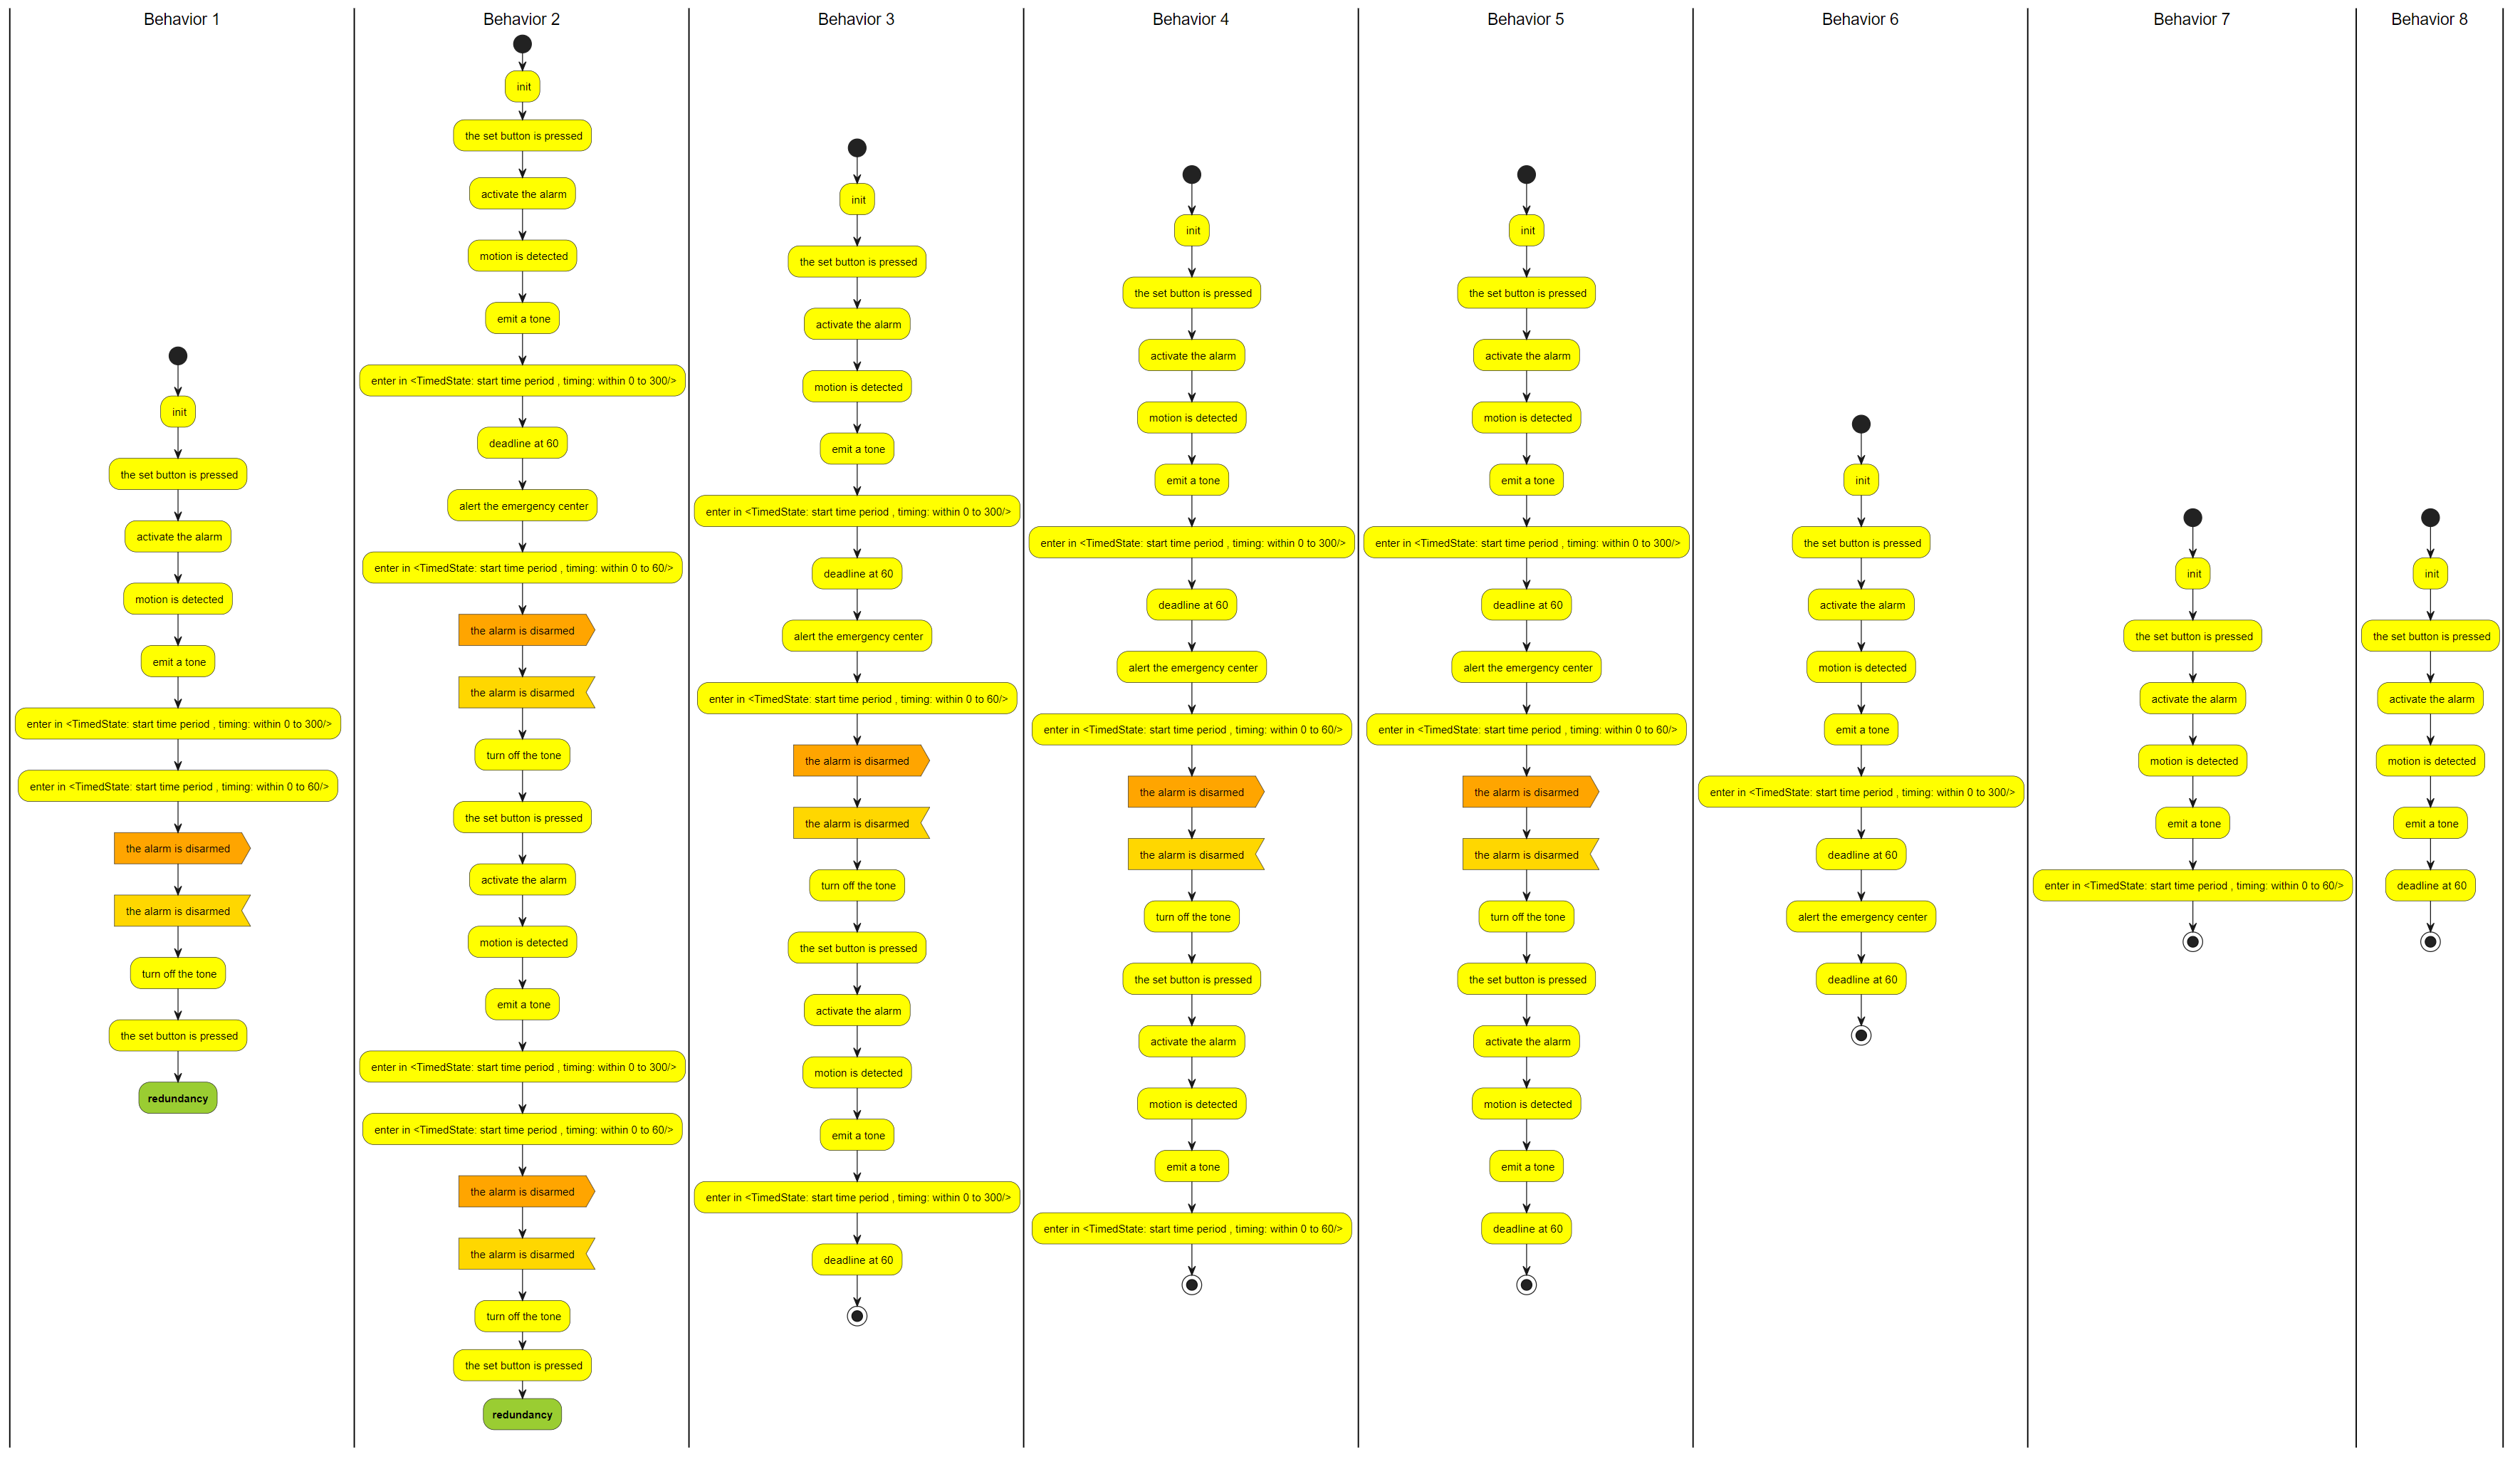 Behavior 1
init
the set button is pressed
activate the alarm
motion is detected
emit a tone
enter in <TimedState: start time period , timing: within 0 to 300/>
enter in <TimedState: start time period , timing: within 0 to 60/>
the alarm is disarmed
the alarm is disarmed
turn off the tone
the set button is pressed
redundancy
Behavior 2
init
the set button is pressed
activate the alarm
motion is detected
emit a tone
enter in <TimedState: start time period , timing: within 0 to 300/>
deadline at 60
alert the emergency center
enter in <TimedState: start time period , timing: within 0 to 60/>
the alarm is disarmed
the alarm is disarmed
turn off the tone
the set button is pressed
activate the alarm
motion is detected
emit a tone
enter in <TimedState: start time period , timing: within 0 to 300/>
enter in <TimedState: start time period , timing: within 0 to 60/>
the alarm is disarmed
the alarm is disarmed
turn off the tone
the set button is pressed
redundancy
Behavior 3
init
the set button is pressed
activate the alarm
motion is detected
emit a tone
enter in <TimedState: start time period , timing: within 0 to 300/>
deadline at 60
alert the emergency center
enter in <TimedState: start time period , timing: within 0 to 60/>
the alarm is disarmed
the alarm is disarmed
turn off the tone
the set button is pressed
activate the alarm
motion is detected
emit a tone
enter in <TimedState: start time period , timing: within 0 to 300/>
deadline at 60
Behavior 4
init
the set button is pressed
activate the alarm
motion is detected
emit a tone
enter in <TimedState: start time period , timing: within 0 to 300/>
deadline at 60
alert the emergency center
enter in <TimedState: start time period , timing: within 0 to 60/>
the alarm is disarmed
the alarm is disarmed
turn off the tone
the set button is pressed
activate the alarm
motion is detected
emit a tone
enter in <TimedState: start time period , timing: within 0 to 60/>
Behavior 5
init
the set button is pressed
activate the alarm
motion is detected
emit a tone
enter in <TimedState: start time period , timing: within 0 to 300/>
deadline at 60
alert the emergency center
enter in <TimedState: start time period , timing: within 0 to 60/>
the alarm is disarmed
the alarm is disarmed
turn off the tone
the set button is pressed
activate the alarm
motion is detected
emit a tone
deadline at 60
Behavior 6
init
the set button is pressed
activate the alarm
motion is detected
emit a tone
enter in <TimedState: start time period , timing: within 0 to 300/>
deadline at 60
alert the emergency center
deadline at 60
Behavior 7
init
the set button is pressed
activate the alarm
motion is detected
emit a tone
enter in <TimedState: start time period , timing: within 0 to 60/>
Behavior 8
init
the set button is pressed
activate the alarm
motion is detected
emit a tone
deadline at 60